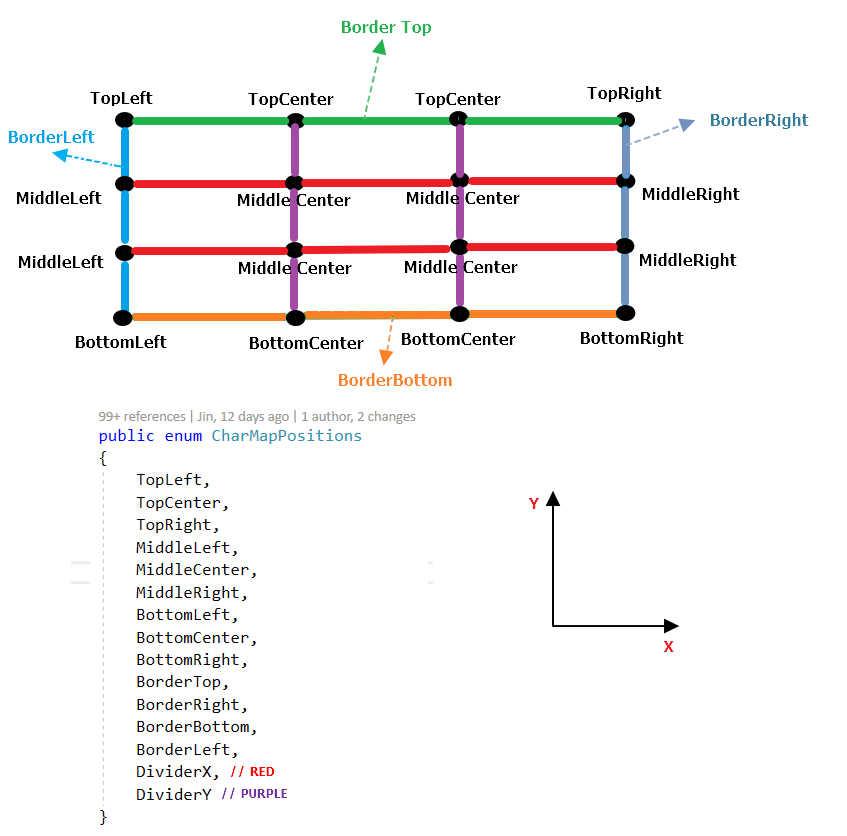 Border Top
TopLeft
TopCenter
TopCenter
TopRight
BorderLeft
BorderRight
MiddleLeft
Middle Center
Middle Center
MiddleRight
MiddleLeft
Middle Center
Middle Center
MiddleRight
BottomLeft
BottomCenter
BottomCenter
BottomRight
BorderBottom
99+ references | Jin, 12 days ago | 1 author, 2 changes
public enum CharMapPositions
{
TopLeft,
TopCenter,
TopRight,
MiddleLeft,
MiddleCenter,
MiddleRight,
BottomLeft,
BottomCenter,
BottomRight,
BorderTop,
BorderRight,
BorderBottom,
BorderLeft,
DividerX, // RED
DividerY // PURPLE
}
Y
X